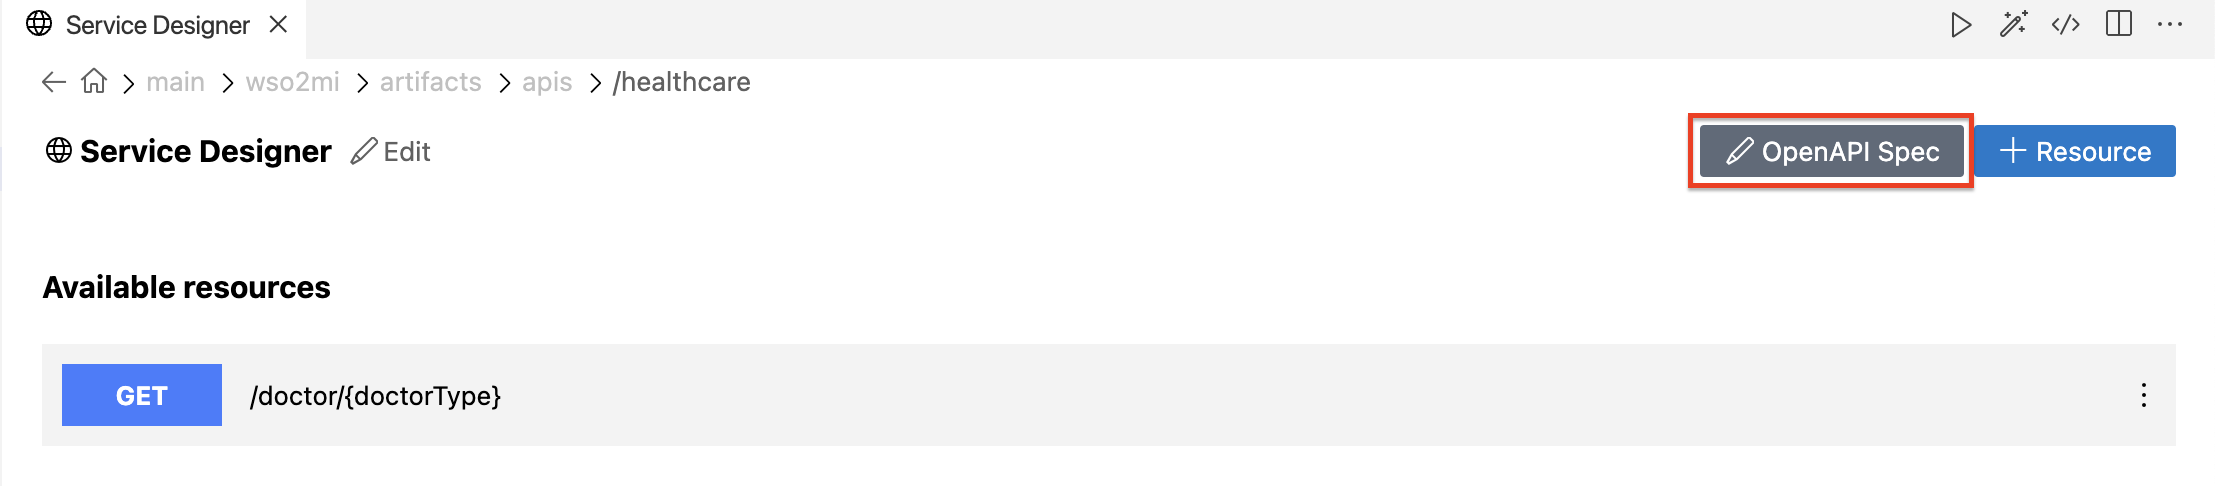 Service Designer
main wso2mi artifacts apis /healthcare
Service Designer Edit OpenAPI Spec + Resource
Available resources
GET /doctor/{doctorType}